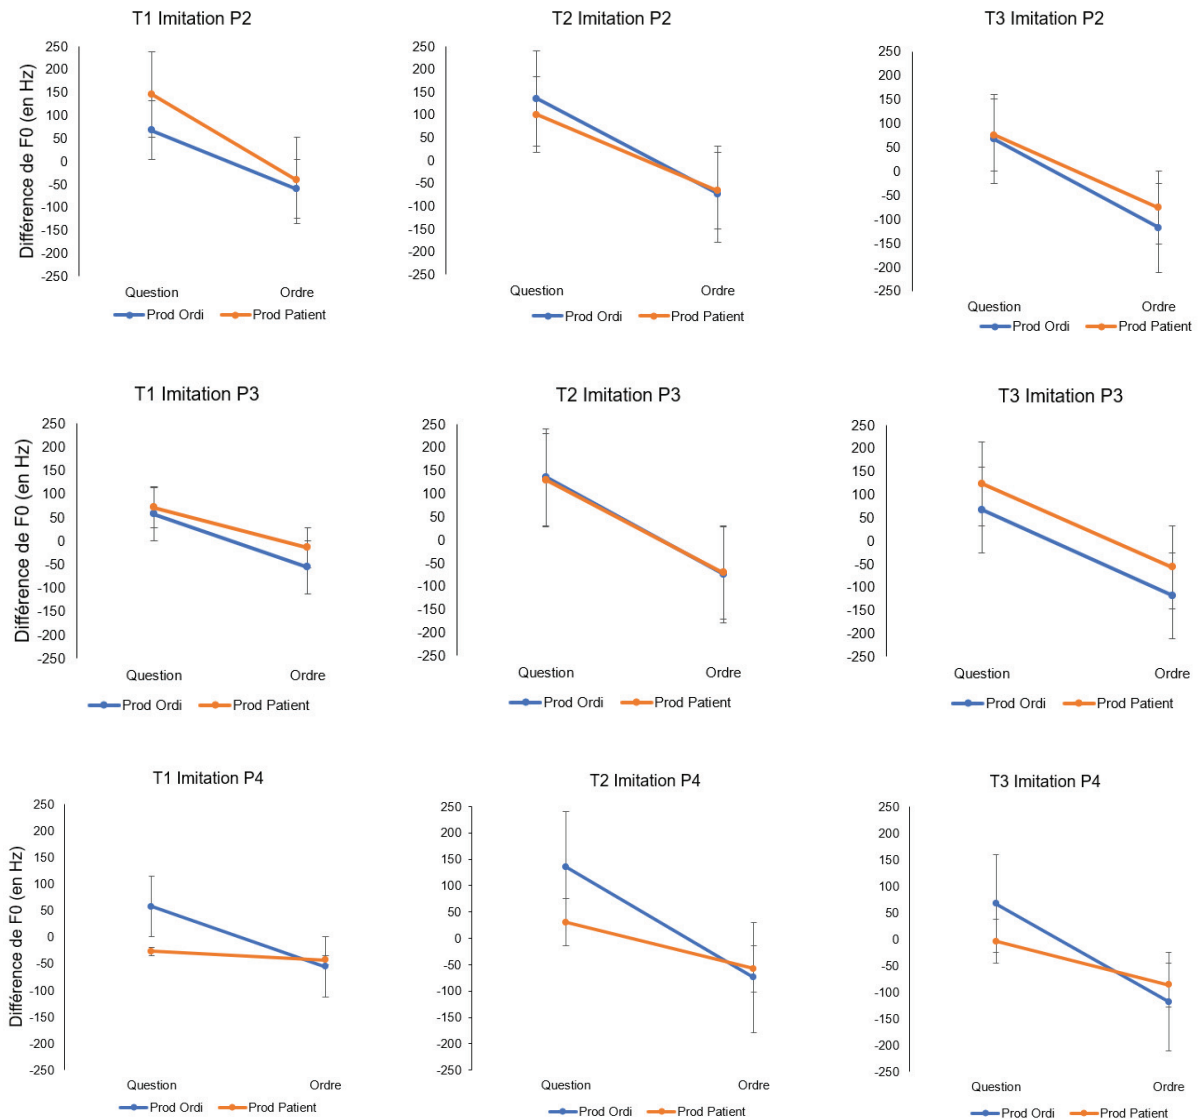 T1 Imitation P2
Différence de F0 (en Hz)
250
200
150
100
50
0
-50
-100
-150
-200
-250
Question
Ordre
Prod Ordi
Prod Patient
T2 Imitation P2
250
200
150
100
50
0
-50
-100
-150
-200
-250
Question
Ordre
Prod Ordi
Prod Patient
T3 Imitation P2
250
200
150
100
50
0
-50
-100
-150
-200
-250
Question
Ordre
Prod Ordi
Prod Patient
T1 Imitation P3
Différence de F0 (en Hz)
250
200
150
100
50
0
-50
-100
-150
-200
-250
Question
Ordre
Prod Ordi
Prod Patient
T2 Imitation P3
250
200
150
100
50
0
-50
-100
-150
-200
-250
Question
Ordre
Prod Ordi
Prod Patient
T3 Imitation P3
250
200
150
100
50
0
-50
-100
-150
-200
-250
Question
Ordre
Prod Ordi
Prod Patient
T1 Imitation P4
Différence de F0 (en Hz)
250
200
150
100
50
0
-50
-100
-150
-200
-250
Question
Ordre
Prod Ordi
Prod Patient
T2 Imitation P4
250
200
150
100
50
0
-50
-100
-150
-200
-250
Question
Ordre
Prod Ordi
Prod Patient
T3 Imitation P4
250
200
150
100
50
0
-50
-100
-150
-200
-250
Question
Ordre
Prod Ordi
Prod Patient